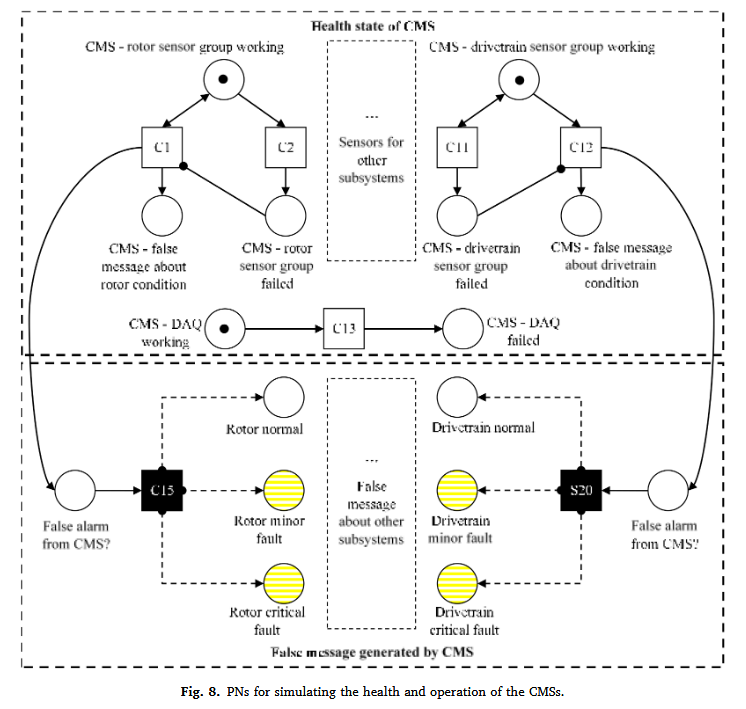 Health state of CMS
CMS - rotor sensor group working
CMS - drivetrain sensor group working
C1
C2
...
Sensors for
other
subsystems
C11
C12
CMS - false
message about
rotor condition
CMS - rotor
sensor group
failed
CMS - drivetrain
sensor group
failed
CMS - false message
about drivetrain
condition
CMS - DAQ
working
C13
CMS - DAQ
failed
Rotor normal
Drivetrain normal
False alarm
from CMS?
C15
Rotor minor
fault
...
False
message
about other
subsystems
Drivetrain
minor fault
S20
False alarm
from CMS?
Rotor critical
fault
Drivetrain
critical fault
False message generated by CMS
Fig. 8. PNs for simulating the health and operation of the CMSs.